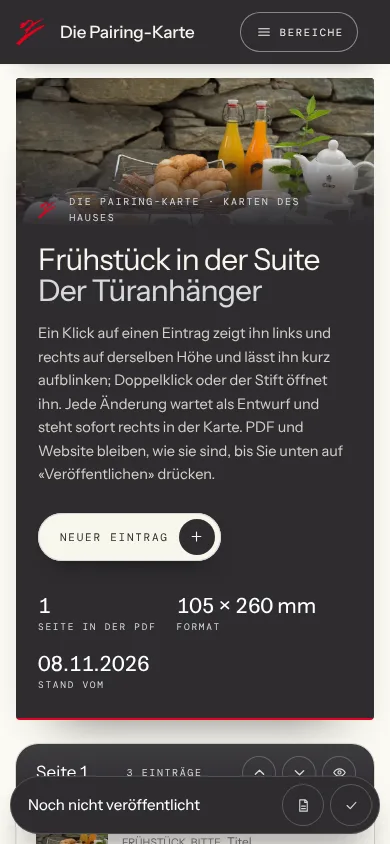 Die Pairing-Karte
BEREICHE
DIE PAIRING-KARTE · KARTEN DES
HAUSES
Frühstück in der Suite
Der Türanhänger
Ein Klick auf einen Eintrag zeigt ihn links und
rechts auf derselben Höhe und lässt ihn kurz
aufblinken; Doppelklick oder der Stift öffnet
ihn. Jede Änderung wartet als Entwurf und
steht sofort rechts in der Karte. PDF und
Website bleiben, wie sie sind, bis Sie unten auf
«Veröffentlichen» drücken.
NEUER EINTRAG
1
SEITE IN DER PDF
105 × 260 mm
FORMAT
08.11.2026
STAND VOM
Seite 1
3 EINTRÄGE
Noch nicht veröffentlicht
FRÜHSTÜCK, BITTE Titel